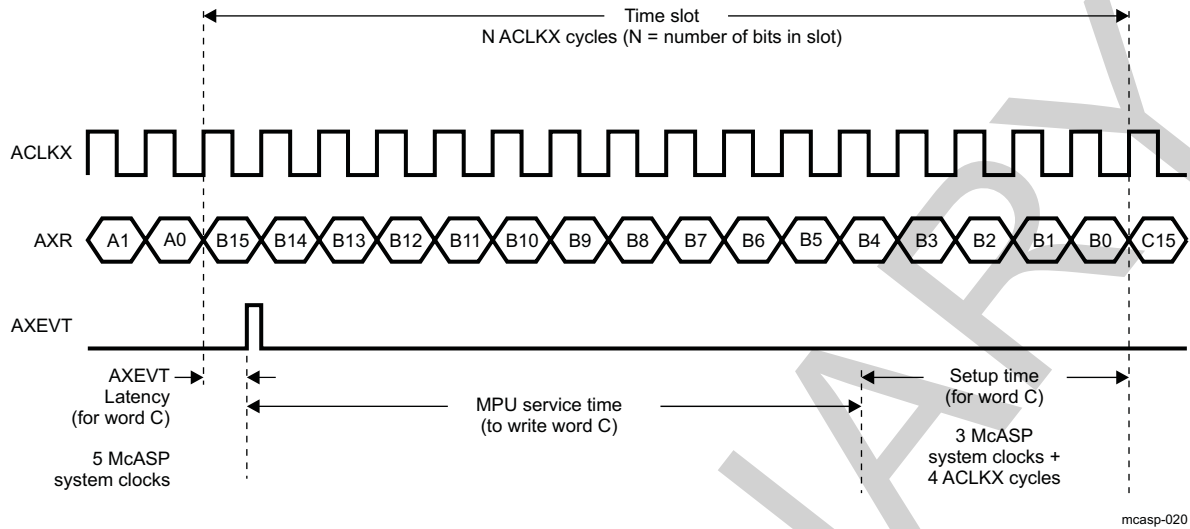 Time slot
N ACLKX cycles (N = number of bits in slot)
ACLKX
AXR A1 A0 B15 B14 B13 B12 B11 B10 B9 B8 B7 B6 B5 B4 B3 B2 B1 B0 C15
AXEVT
AXEVT
Latency
(for word C)
5 McASP
system clocks
MPU service time
(to write word C)
Setup time
(for word C)
3 McASP
system clocks +
4 ACLKX cycles
mcasp-020